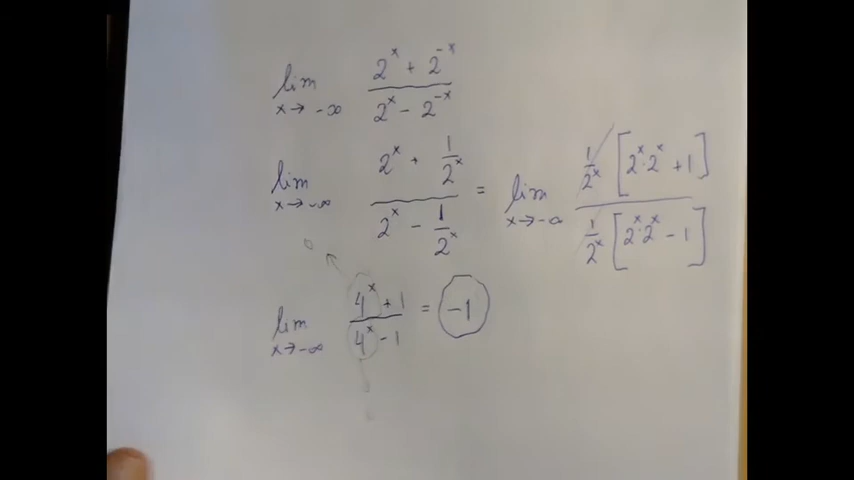 lim x→-∞ (2^x + 2^-x)/(2^x - 2^-x)
lim x→-∞ (2^x + 1/2^x)/(2^x - 1/2^x) = lim x→-∞ (1/2^x [2^x·2^x + 1])/(1/2^x [2^x·2^x - 1])
0
lim x→-∞ (4^x + 1)/(4^x - 1) = -1